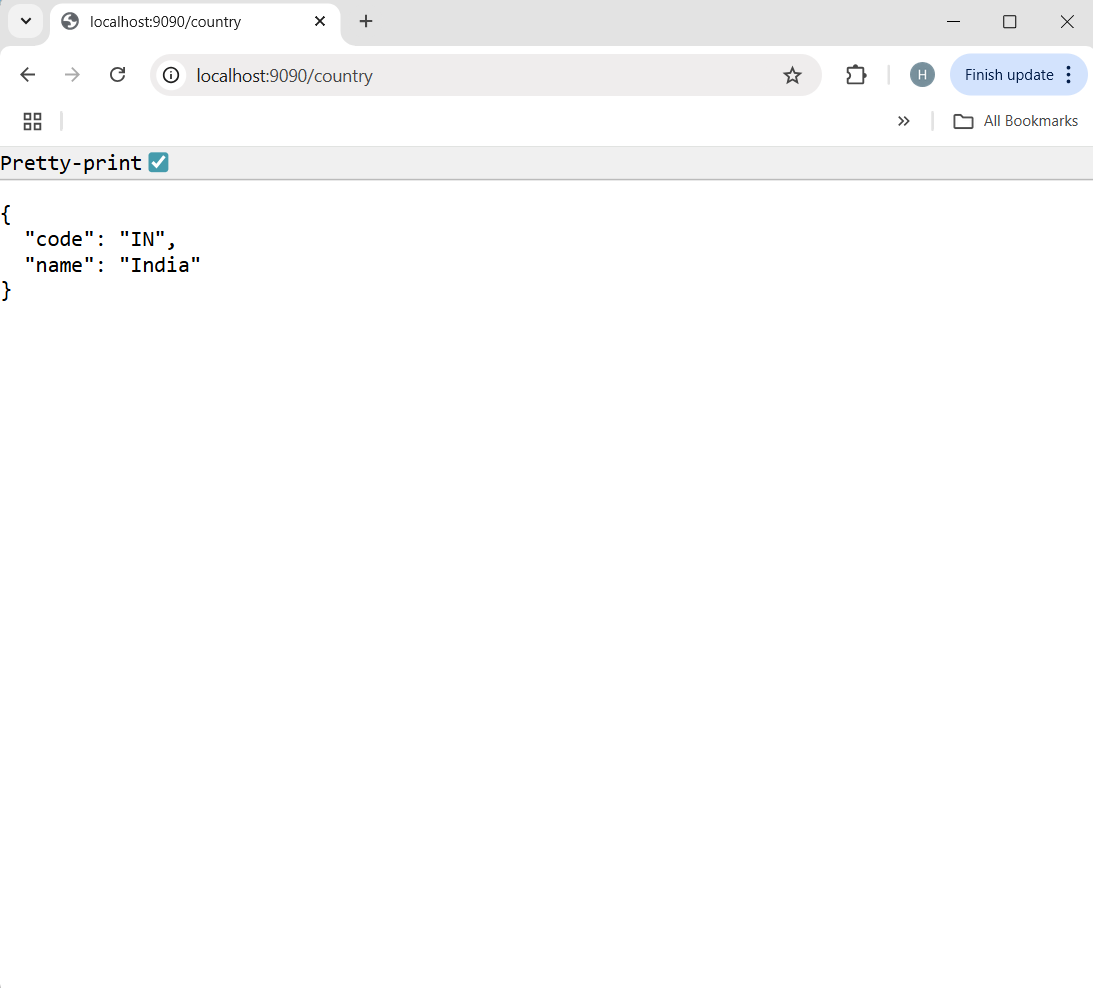 localhost:9090/country
localhost:9090/country
H
Finish update
All Bookmarks
Pretty-print
{
  "code": "IN",
  "name": "India"
}